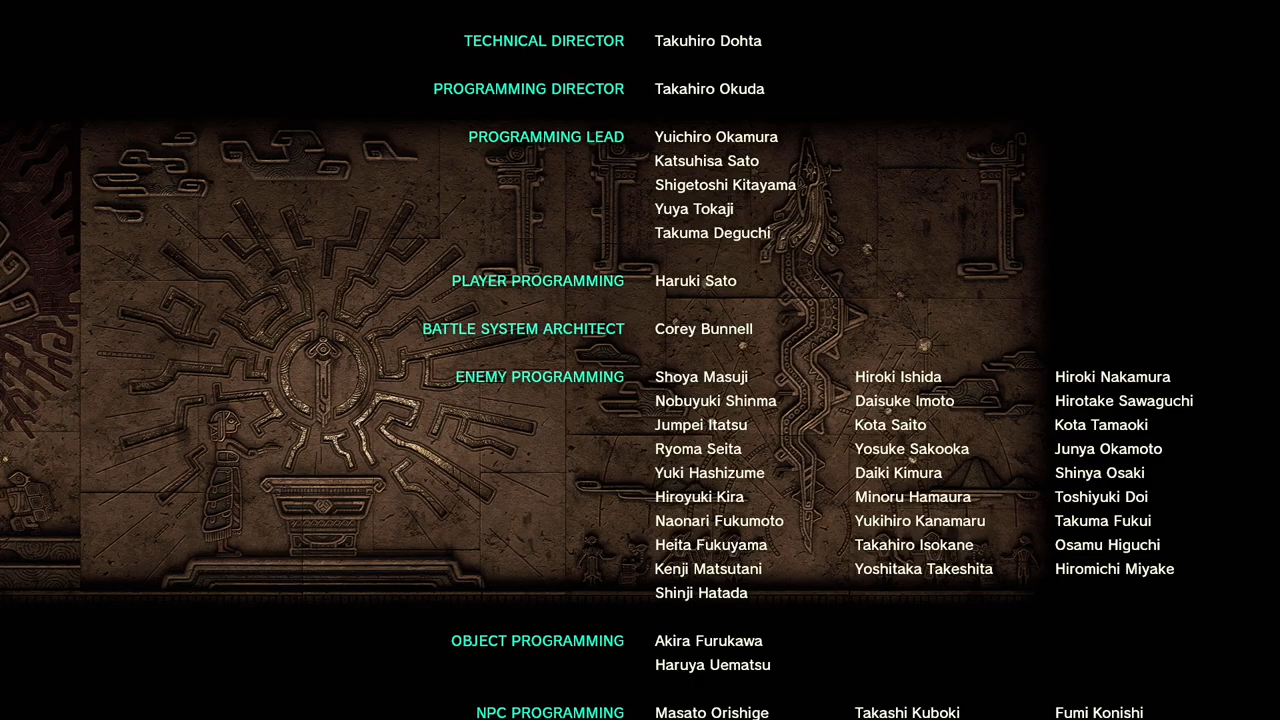 TECHNICAL DIRECTOR Takuhiro Dohta
PROGRAMMING DIRECTOR Takahiro Okuda
PROGRAMMING LEAD Yuichiro Okamura
Katsuhisa Sato
Shigetoshi Kitayama
Yuya Tokaji
Takuma Deguchi
PLAYER PROGRAMMING Haruki Sato
BATTLE SYSTEM ARCHITECT Corey Bunnell
ENEMY PROGRAMMING Shoya Masuji Hiroki Ishida Hiroki Nakamura
Nobuyuki Shinma Daisuke Imoto Hirotake Sawaguchi
Jumpei Itatsu Kota Saito Kota Tamaoki
Ryoma Seita Yosuke Sakooka Junya Okamoto
Yuki Hashizume Daiki Kimura Shinya Osaki
Hiroyuki Kira Minoru Hamaura Toshiyuki Doi
Naonari Fukumoto Yukihiro Kanamaru Takuma Fukui
Heita Fukuyama Takahiro Isokane Osamu Higuchi
Kenji Matsutani Yoshitaka Takeshita Hiromichi Miyake
Shinji Hatada
OBJECT PROGRAMMING Akira Furukawa
Haruya Uematsu
NPC PROGRAMMING Masato Orishige Takashi Kuboki Fumi Konishi